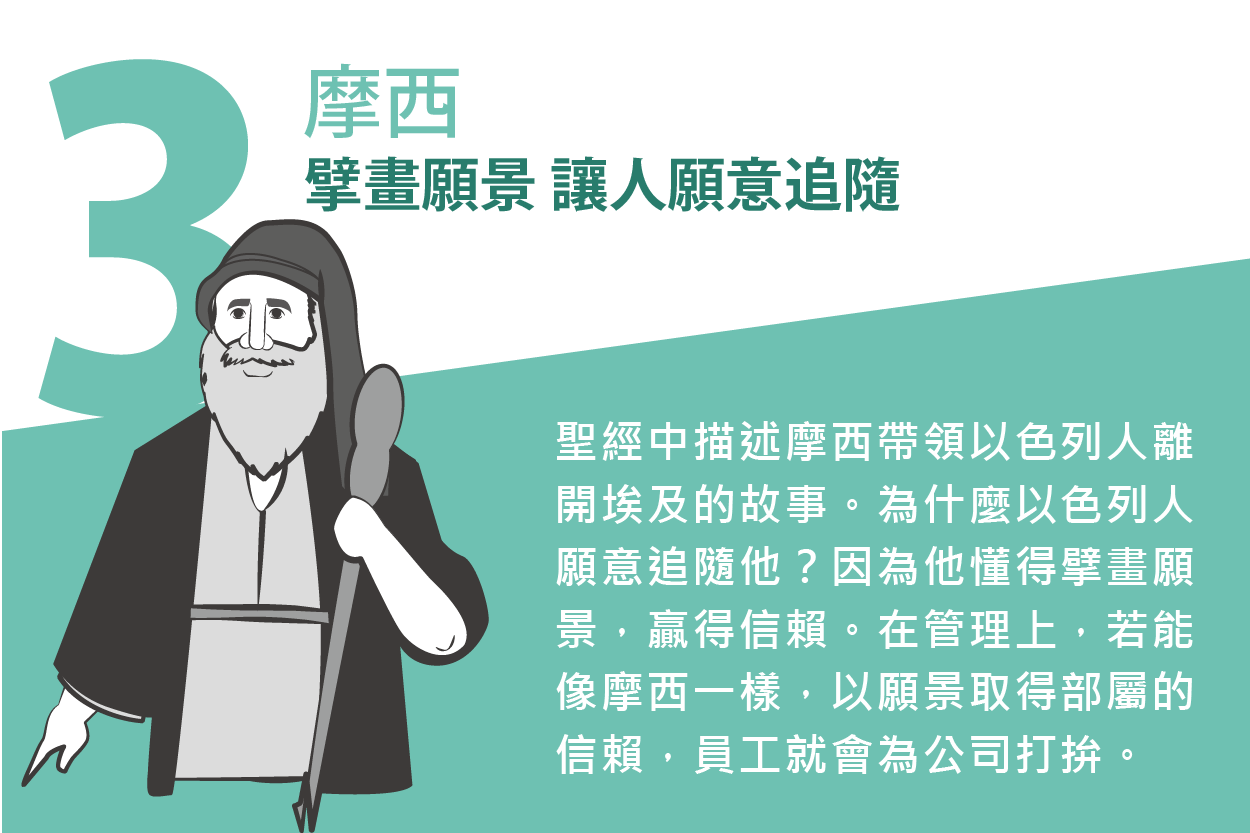 3
摩西
擘畫願景 讓人願意追隨
聖經中描述摩西帶領以色列人離
開埃及的故事。為什麼以色列人
願意追隨他？因為他懂得擘畫願
景，贏得信賴。在管理上，若能
像摩西一樣，以願景取得部屬的
信賴，員工就會為公司打拚。